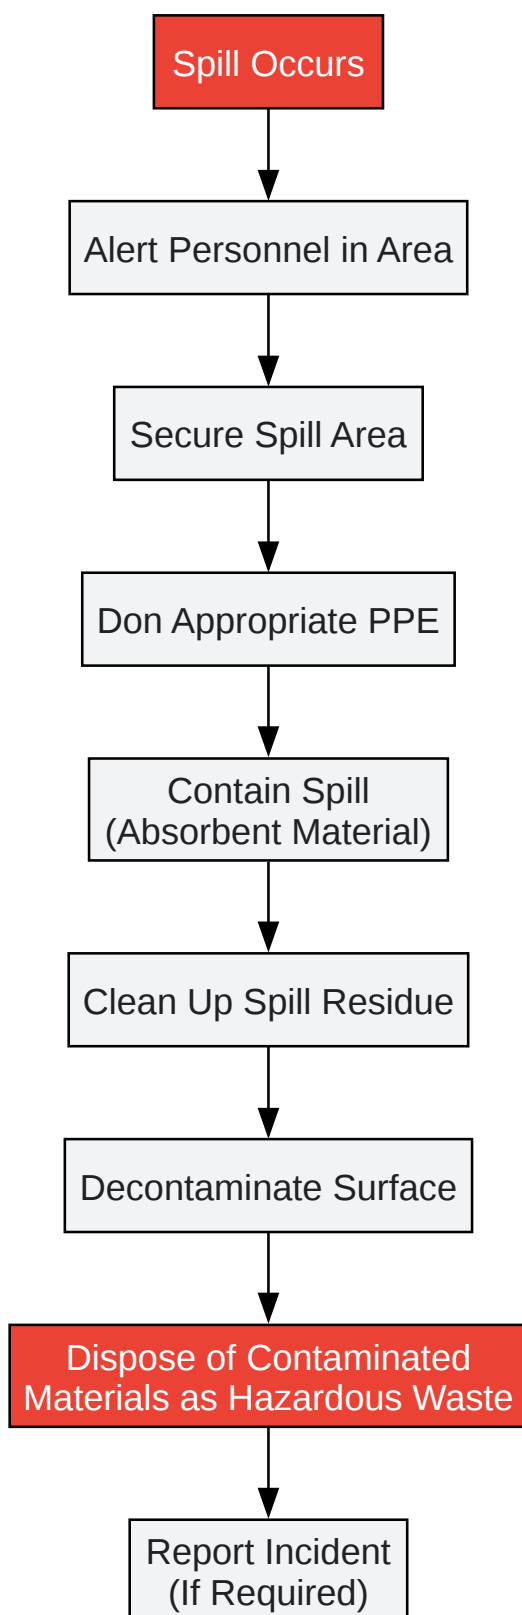 Spill Occurs
Alert Personnel in Area
Secure Spill Area
Don Appropriate PPE
Contain Spill
(Absorbent Material)
Clean Up Spill Residue
Decontaminate Surface
Dispose of Contaminated
Materials as Hazardous Waste
Report Incident
(If Required)